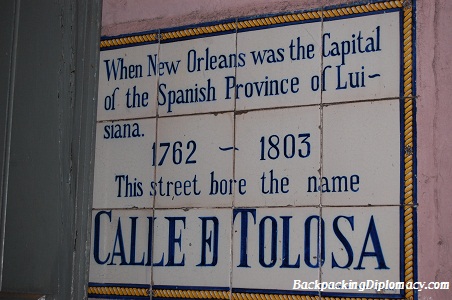 When New Orleans was the Capital
of the Spanish Province of Lui~
siana.
1762 ~ 1803
This street bore the name
CALLE D TOLOSA
BackpackingDiplomacy.com